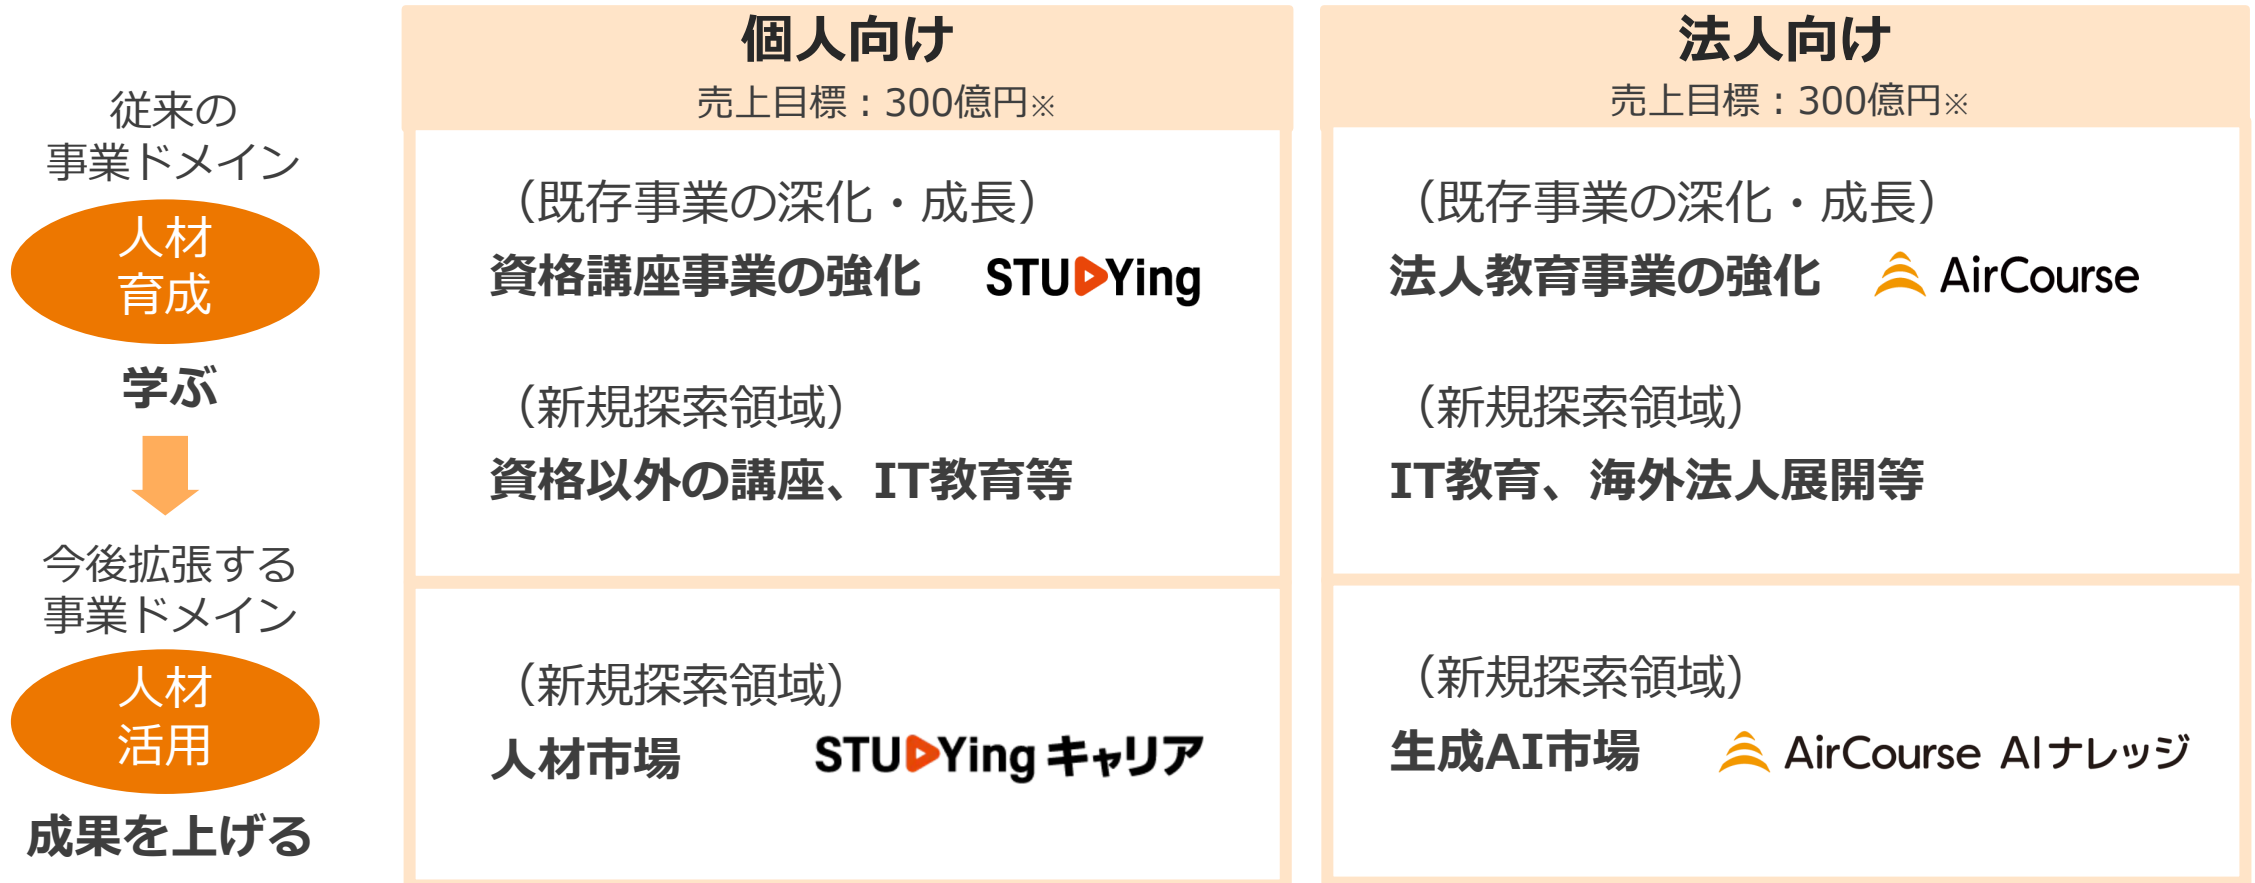 個人向け
売上目標：300億円※
法人向け
売上目標：300億円※
従来の
事業ドメイン
人材
育成
学ぶ
（既存事業の深化・成長）
資格講座事業の強化 STUDYing
（新規探索領域）
資格以外の講座、IT教育等
（既存事業の深化・成長）
法人教育事業の強化 AirCourse
（新規探索領域）
IT教育、海外法人展開等
今後拡張する
事業ドメイン
人材
活用
成果を上げる
（新規探索領域）
人材市場 STUDYing キャリア
（新規探索領域）
生成AI市場 AirCourse AIナレッジ